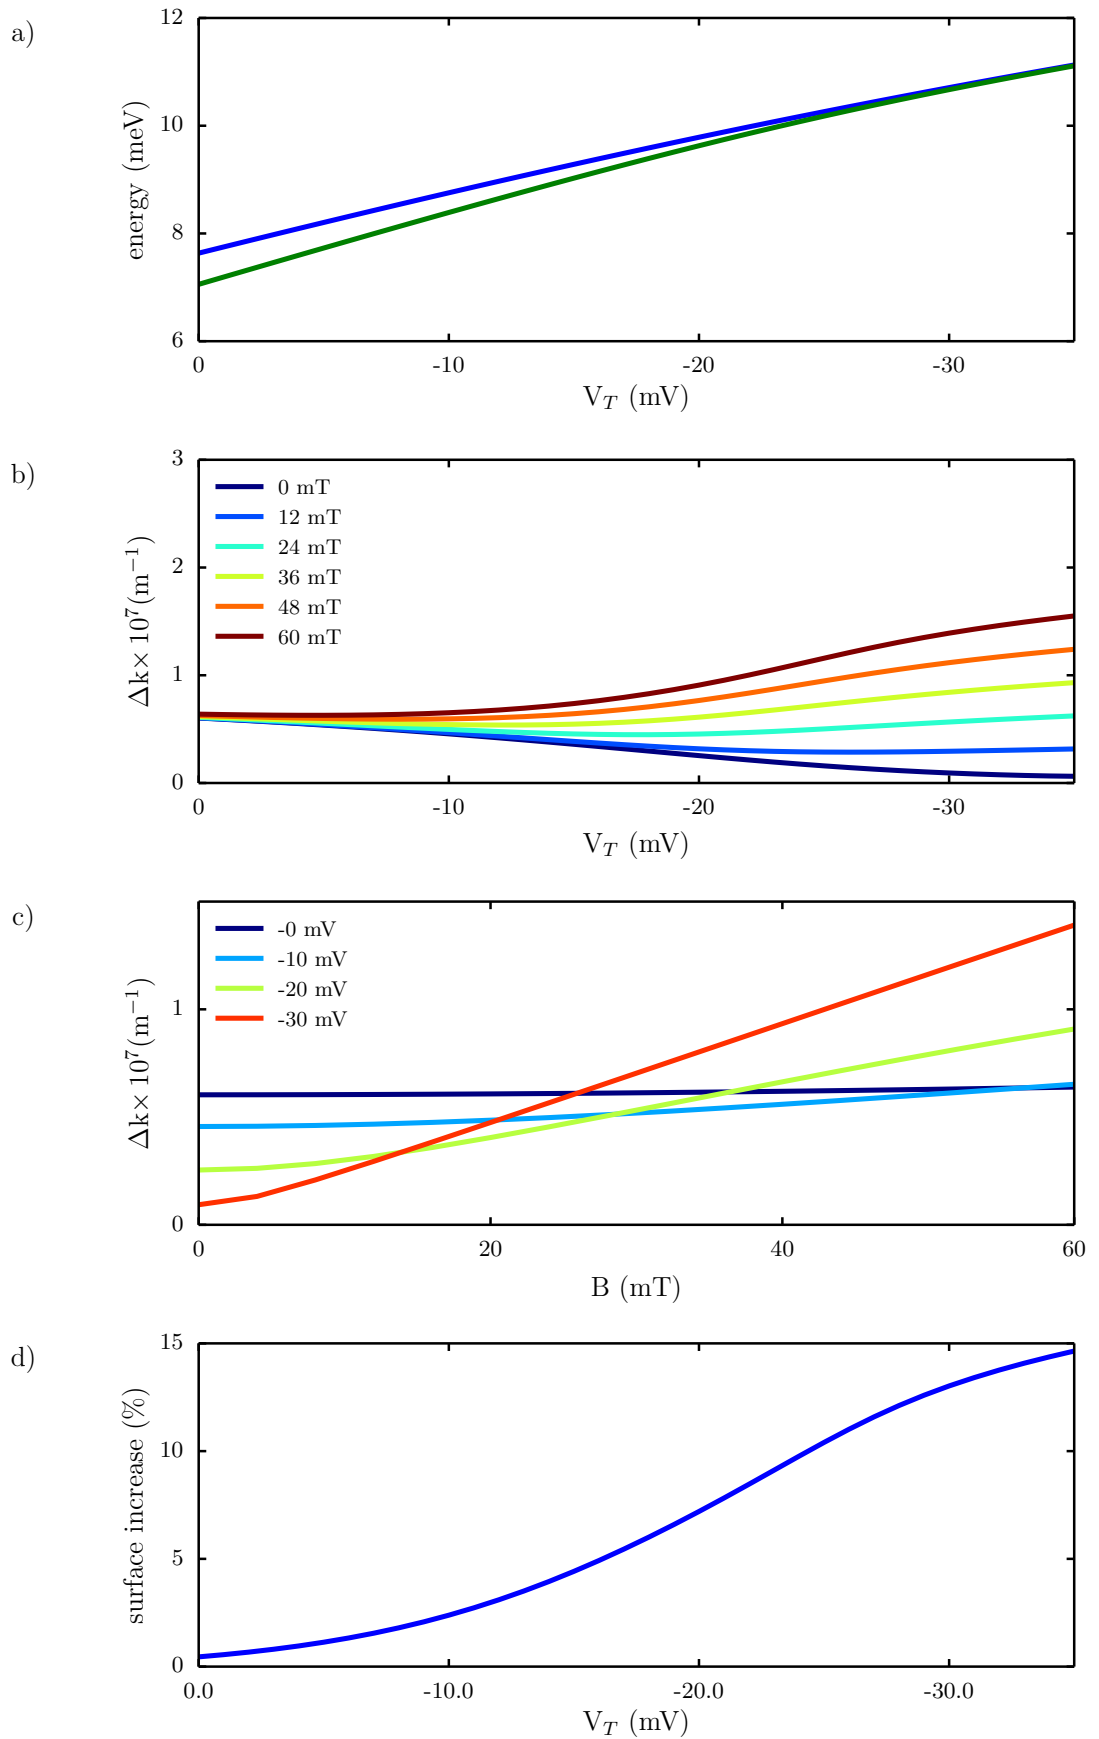 a)
12
10
8
6
energy (meV)
0 -10 -20 -30
V_T (mV)
b)
3
2
1
0
Δk× 10^7(m^−1)
0 mT
12 mT
24 mT
36 mT
48 mT
60 mT
0 -10 -20 -30
V_T (mV)
c)
1
0
Δk× 10^7(m^−1)
-0 mV
-10 mV
-20 mV
-30 mV
0 20 40 60
B (mT)
d)
15
10
5
0
surface increase (%)
0.0 -10.0 -20.0 -30.0
V_T (mV)